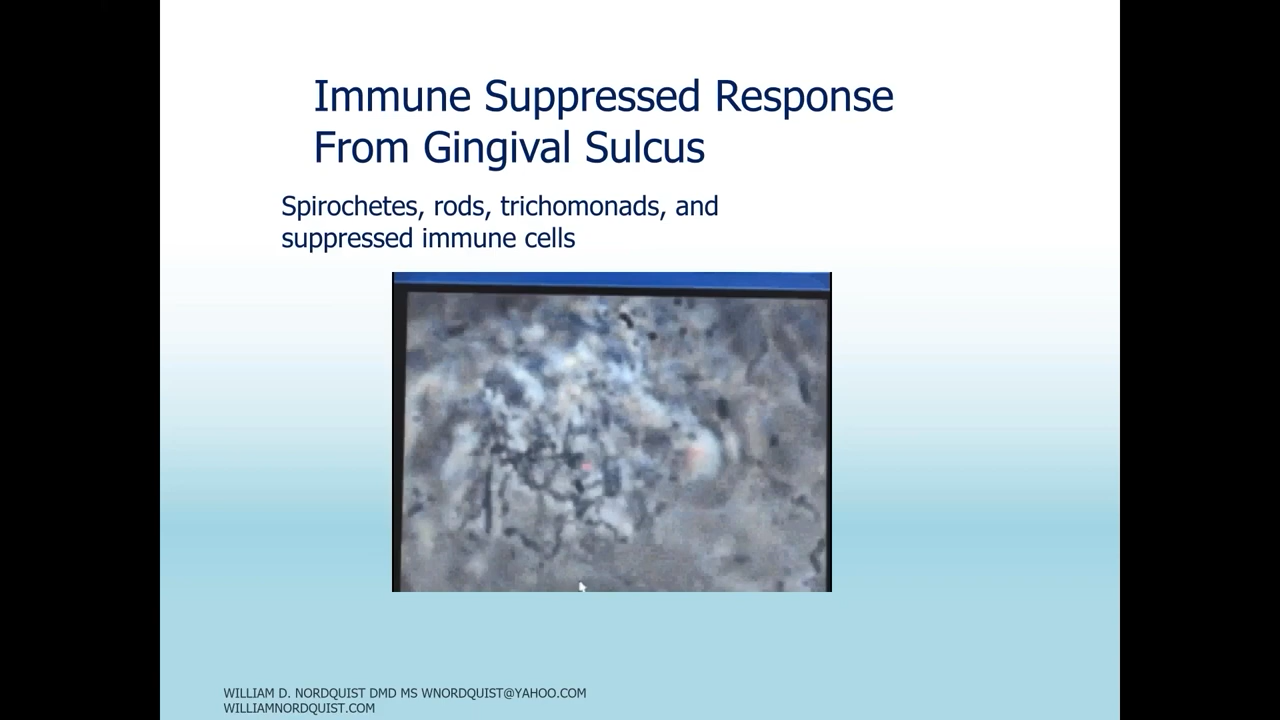 Immune Suppressed Response
From Gingival Sulcus
Spirochetes, rods, trichomonads, and
suppressed immune cells
WILLIAM D. NORDQUIST DMD MS WNORDQUIST@YAHOO.COM
WILLIAMNORDQUIST.COM